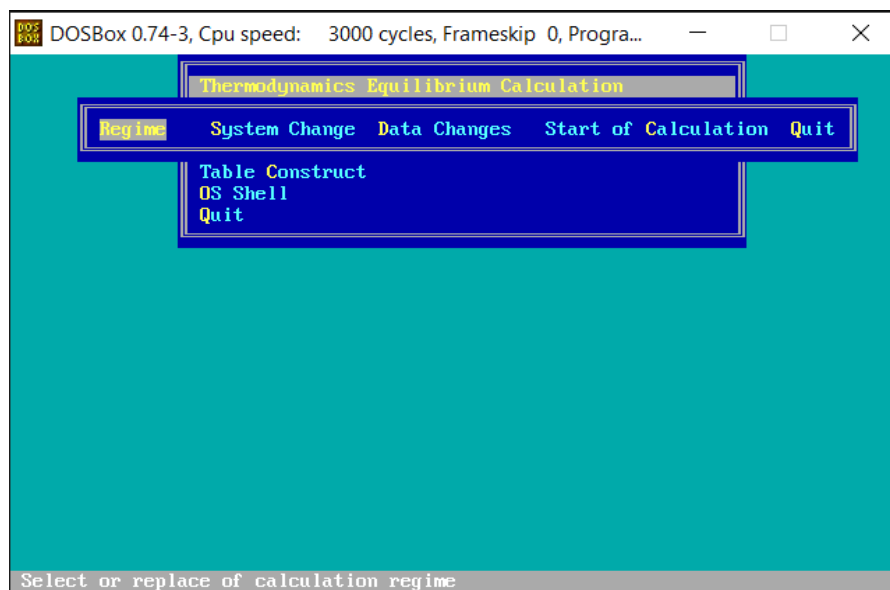 DOSBox 0.74-3, Cpu speed: 3000 cycles, Frameskip 0, Progra...
Thermodynamics Equilibrium Calculation
Regime System Change Data Changes Start of Calculation Quit
Table Construct
OS Shell
Quit
Select or replace of calculation regime